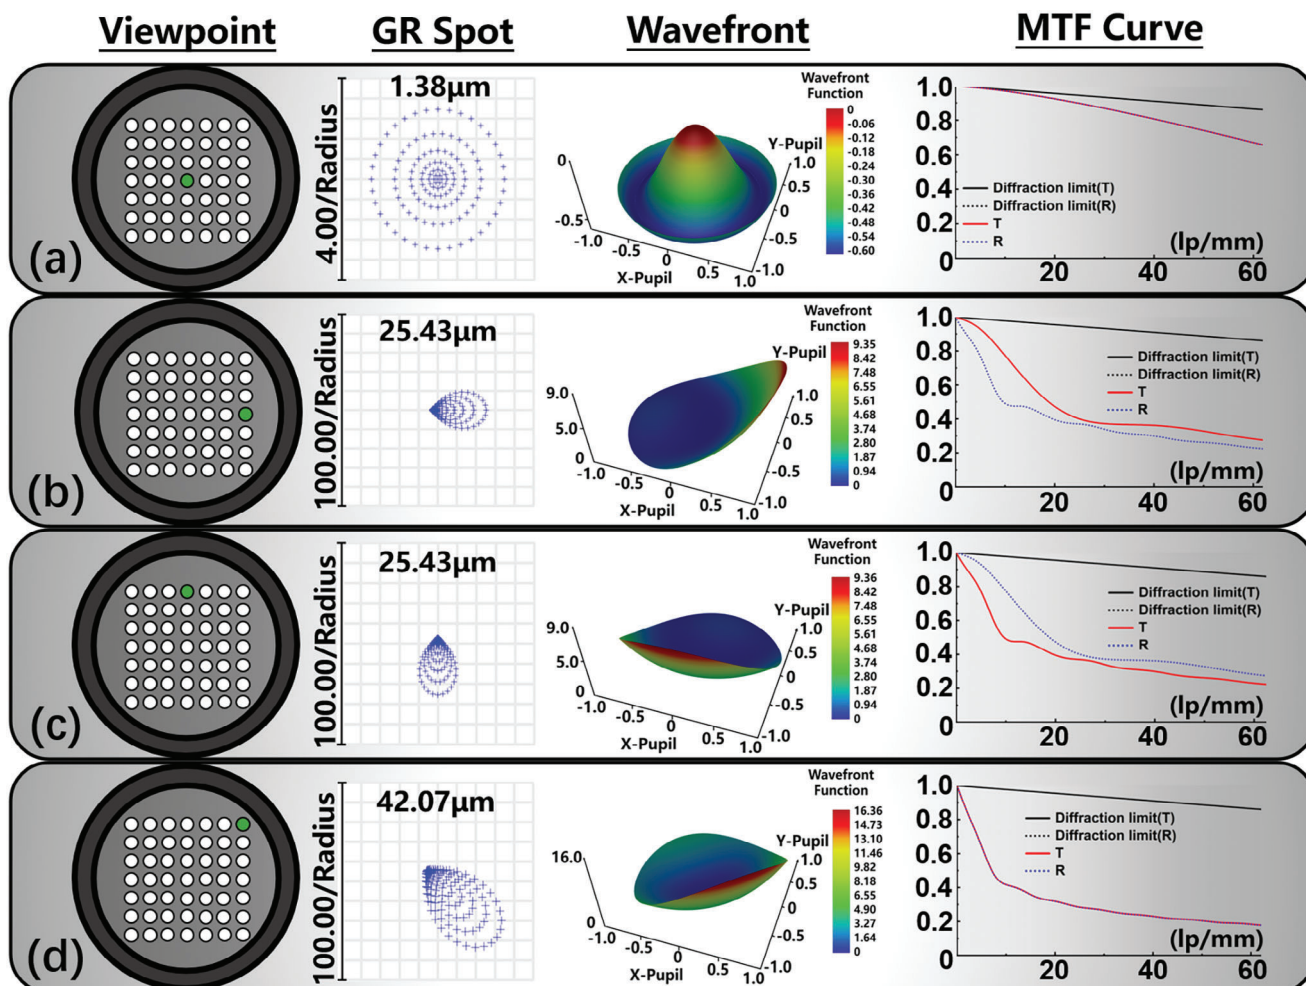 Viewpoint
GR Spot
Wavefront
MTF Curve
(a)
4.00/Radius
1.38μm
0
-0.5
-1.0
-0.5
0
0.5
1.0
X-Pupil
Y-Pupil
1.0
0.5
0
-0.5
-1.0
Wavefront
Function
0
-0.06
-0.12
-0.18
-0.24
-0.30
-0.36
-0.42
-0.48
-0.54
-0.60
1.0
0.8
0.6
0.4
0.2
0
Diffraction limit(T)
Diffraction limit(R)
T
R
(lp/mm)
20
40
60
(b)
100.00/Radius
25.43μm
9.0
5.0
0
-1.0
-0.5
0
0.5
1.0
X-Pupil
Y-Pupil
1.0
0.5
0
-0.5
-1.0
Wavefront
Function
9.35
8.42
7.48
6.55
5.61
4.68
3.74
2.80
1.87
0.94
0
1.0
0.8
0.6
0.4
0.2
0
Diffraction limit(T)
Diffraction limit(R)
T
R
(lp/mm)
20
40
60
(c)
100.00/Radius
25.43μm
9.0
5.0
0
-1.0
-0.5
0
0.5
1.0
X-Pupil
Y-Pupil
1.0
0.5
0
-0.5
-1.0
Wavefront
Function
9.36
8.42
7.48
6.55
5.61
4.68
3.74
2.80
1.87
0.94
0
1.0
0.8
0.6
0.4
0.2
0
Diffraction limit(T)
Diffraction limit(R)
T
R
(lp/mm)
20
40
60
(d)
100.00/Radius
42.07μm
16.0
0
-1.0
-0.5
0
0.5
1.0
X-Pupil
Y-Pupil
1.0
0.5
0
-0.5
-1.0
Wavefront
Function
16.36
14.73
13.10
11.46
9.82
8.18
6.55
4.90
3.27
1.64
0
1.0
0.8
0.6
0.4
0.2
0
Diffraction limit(T)
Diffraction limit(R)
T
R
(lp/mm)
20
40
60